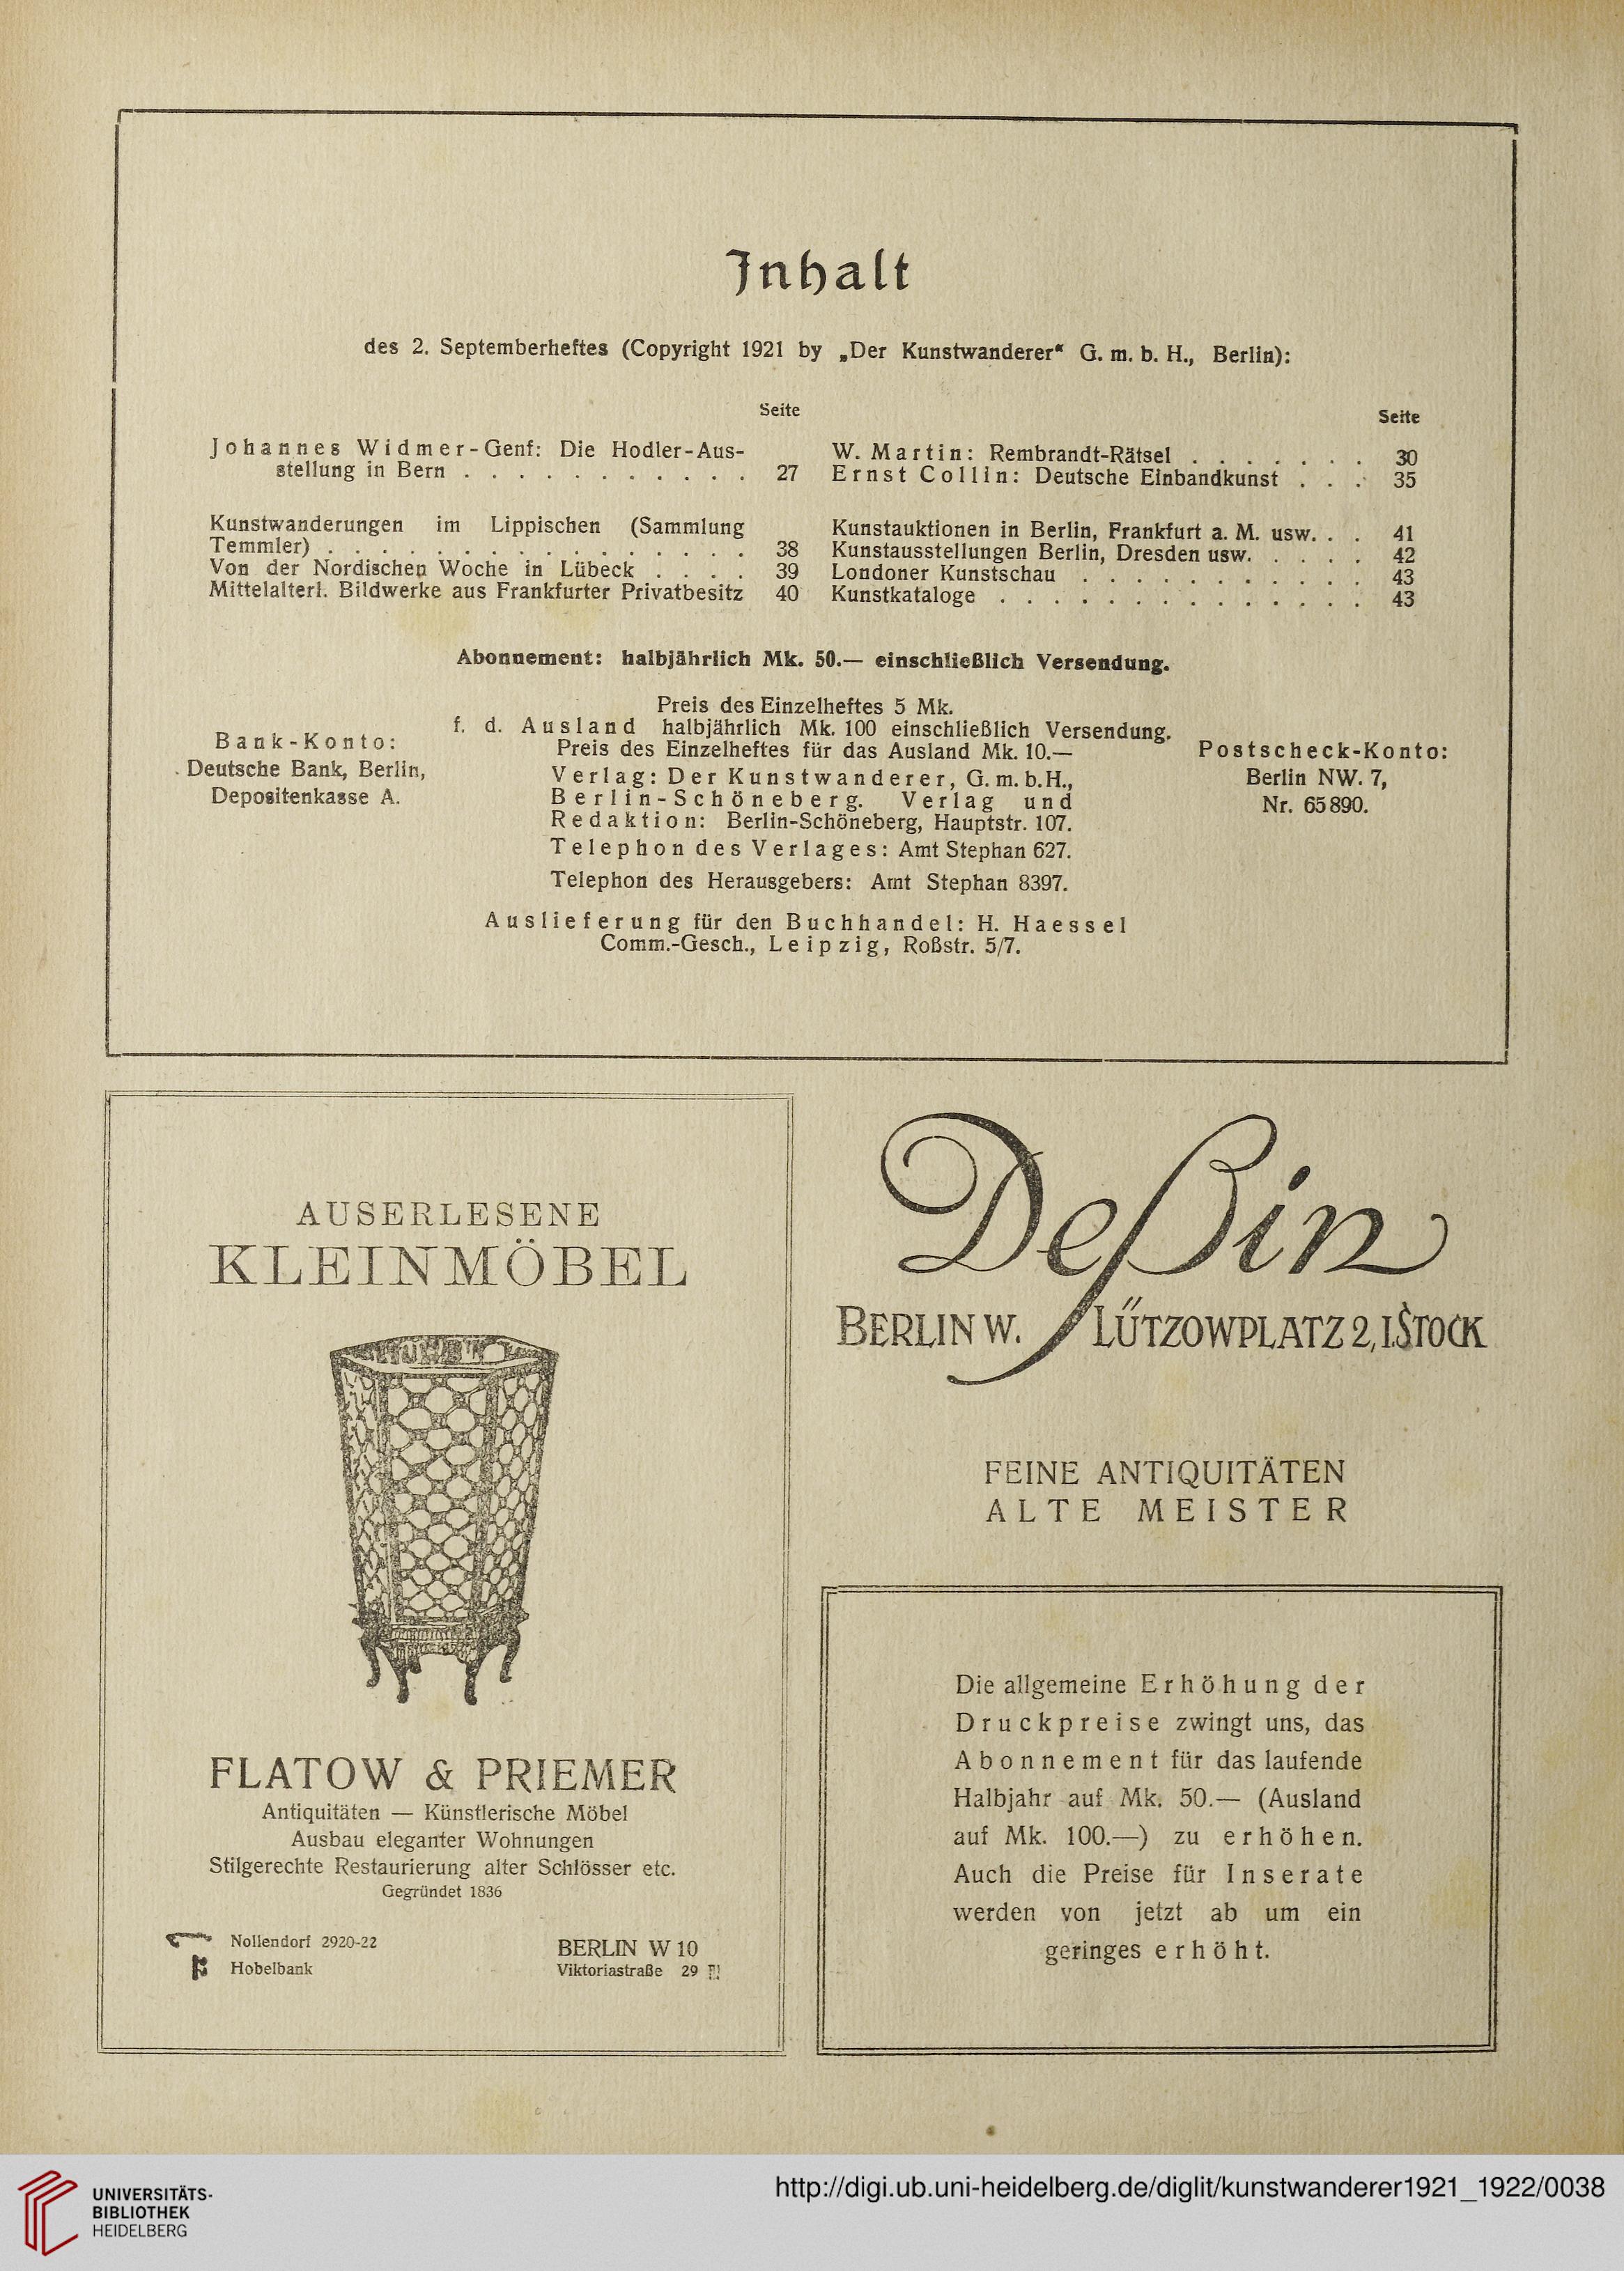 Inhalt
des 2. Septemberheftes (Copyright 1921 by „Der Kunstwanderer“ G. m. b. H., Berlin):
Seite
Johannes Widmer-Genf: Die Hodler-Aus-
stellung in Bern . . . . . . . . . . . 27
Kunstwanderungen im Lippischen (Sammlung
Temmler) . . . . . . . . . . . . . . . . 38
Von der Nordischen Woche in Lübeck . . . . 39
Mittelalterl. Bildwerke aus Frankfurter Privatbesitz 40
Seite
W. Martin: Rembrandt-Rätsel . . . . . . . 30
Ernst Collin: Deutsche Einbandkunst . . . 35
Kunstauktionen in Berlin, Frankfurt a. M. usw. . . 41
Kunstausstellungen Berlin, Dresden usw. . . . . 42
Londoner Kunstschau . . . . . . . . . . . 43
Kunstkataloge . . . . . . . . . . . . . . 43
Abonnement: halbjährlich Mk. 50.— einschließlich Versendung.
Preis des Einzelheftes 5 Mk.
f. d. Ausland halbjährlich Mk. 100 einschließlich Versendung.
Preis des Einzelheftes für das Ausland Mk. 10.—
Bank-Konto:
Deutsche Bank, Berlin,
Depositenkasse A.
Verlag: Der Kunstwanderer, G. m. b. H.,
Berlin-Schöneberg. Verlag und
Redaktion: Berlin-Schöneberg, Hauptstr. 107.
Telephon des Verlages: Amt Stephan 627.
Telephon des Herausgebers: Amt Stephan 8397.
Postscheck-Konto:
Berlin NW. 7,
Nr. 65890.
Auslieferung für den Buchhandel: H. Haessel
Comm.-Gesch., Leipzig, Roßstr. 5/7.
AUSERLESENE
KLEINMÖBEL
FLATOW & PRIEMER
Antiquitäten — Künstlerische Möbel
Ausbau eleganter Wohnungen
Stilgerechte Restaurierung alter Schlösser etc.
Gegründet 1836
Nollendorf 2920-22
Hobelbank
BERLIN W 10
Viktoriastraße 29
Deßin
BERLIN W. LÜTZOWPLATZ 2, I. STOCK
FEINE ANTIQUITÄTEN
ALTE MEISTER
Die allgemeine Erhöhung der
Druckpreise zwingt uns, das
Abonnement für das laufende
Halbjahr auf Mk. 50.— (Ausland
auf Mk. 100.—) zu erhöhen.
Auch die Preise für Inserate
werden von jetzt ab um ein
geringes erhöht.
UNIVERSITÄTS-
BIBLIOTHEK
HEIDELBERG
http://digi.ub.uni-heidelberg.de/diglit/kunstwanderer1921_1922/0038